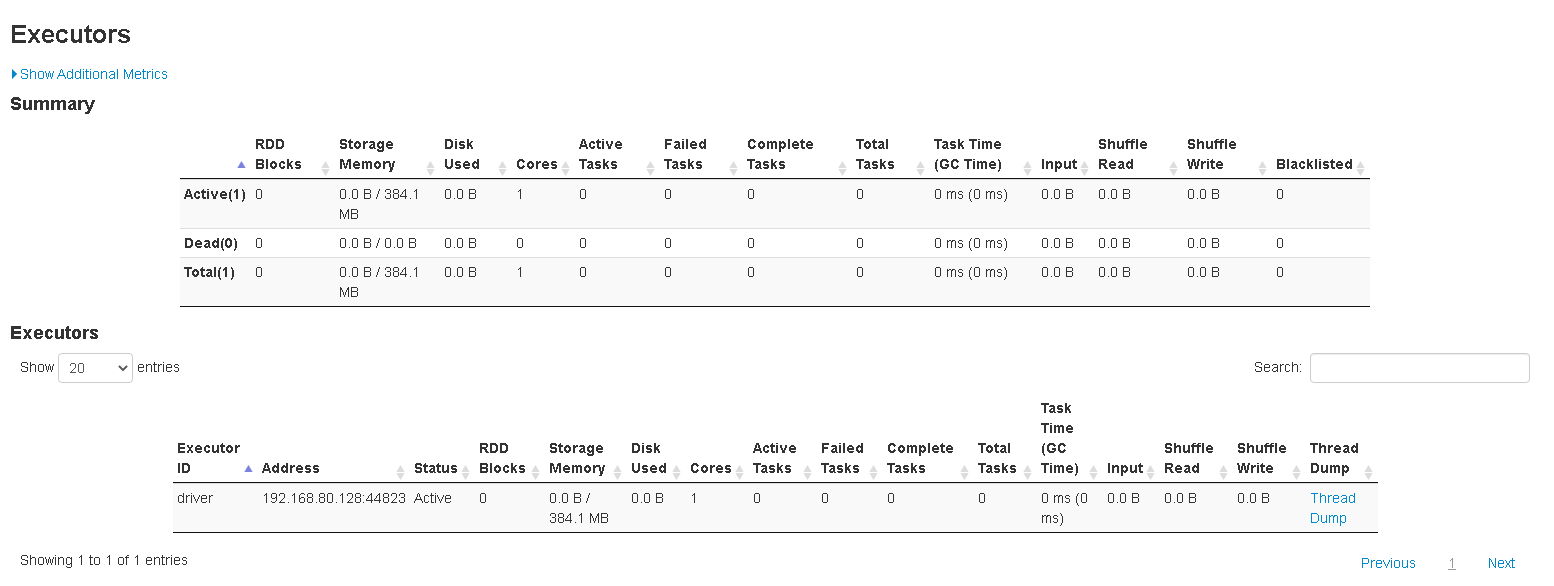 Executors
Show Additional Metrics
Summary
RDD Storage Disk Active Failed Complete Total Task Time Shuffle Shuffle
Blocks Memory Used Cores Tasks Tasks Tasks Tasks (GC Time) Input Read Write Blacklisted
Active(1) 0 0.0 B / 384.1 0.0 B 1 0 0 0 0 0 ms (0 ms) 0.0 B 0.0 B 0.0 B 0
MB
Dead(0) 0 0.0 B / 0.0 B 0.0 B 0 0 0 0 0 0 ms (0 ms) 0.0 B 0.0 B 0.0 B 0
Total(1) 0 0.0 B / 384.1 0.0 B 1 0 0 0 0 0 ms (0 ms) 0.0 B 0.0 B 0.0 B 0
MB
Executors
Show 20 entries Search:
Task
Time
Executor RDD Storage Disk Active Failed Complete Total (GC Shuffle Shuffle Thread
ID Address Status Blocks Memory Used Cores Tasks Tasks Tasks Tasks Time) Input Read Write Dump
driver 192.168.80.128:44823 Active 0 0.0 B / 0.0 B 1 0 0 0 0 0 ms (0 0.0 B 0.0 B 0.0 B Thread
384.1 MB ms) Dump
Showing 1 to 1 of 1 entries Previous 1 Next